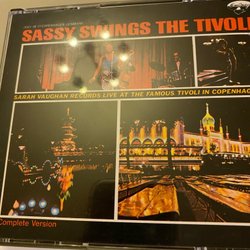 SASSY SWINGS THE TIVOLI
SARAH VAUGHAN RECORDS LIVE AT THE FAMOUS TIVOLI IN COPENHAG
Complete Version